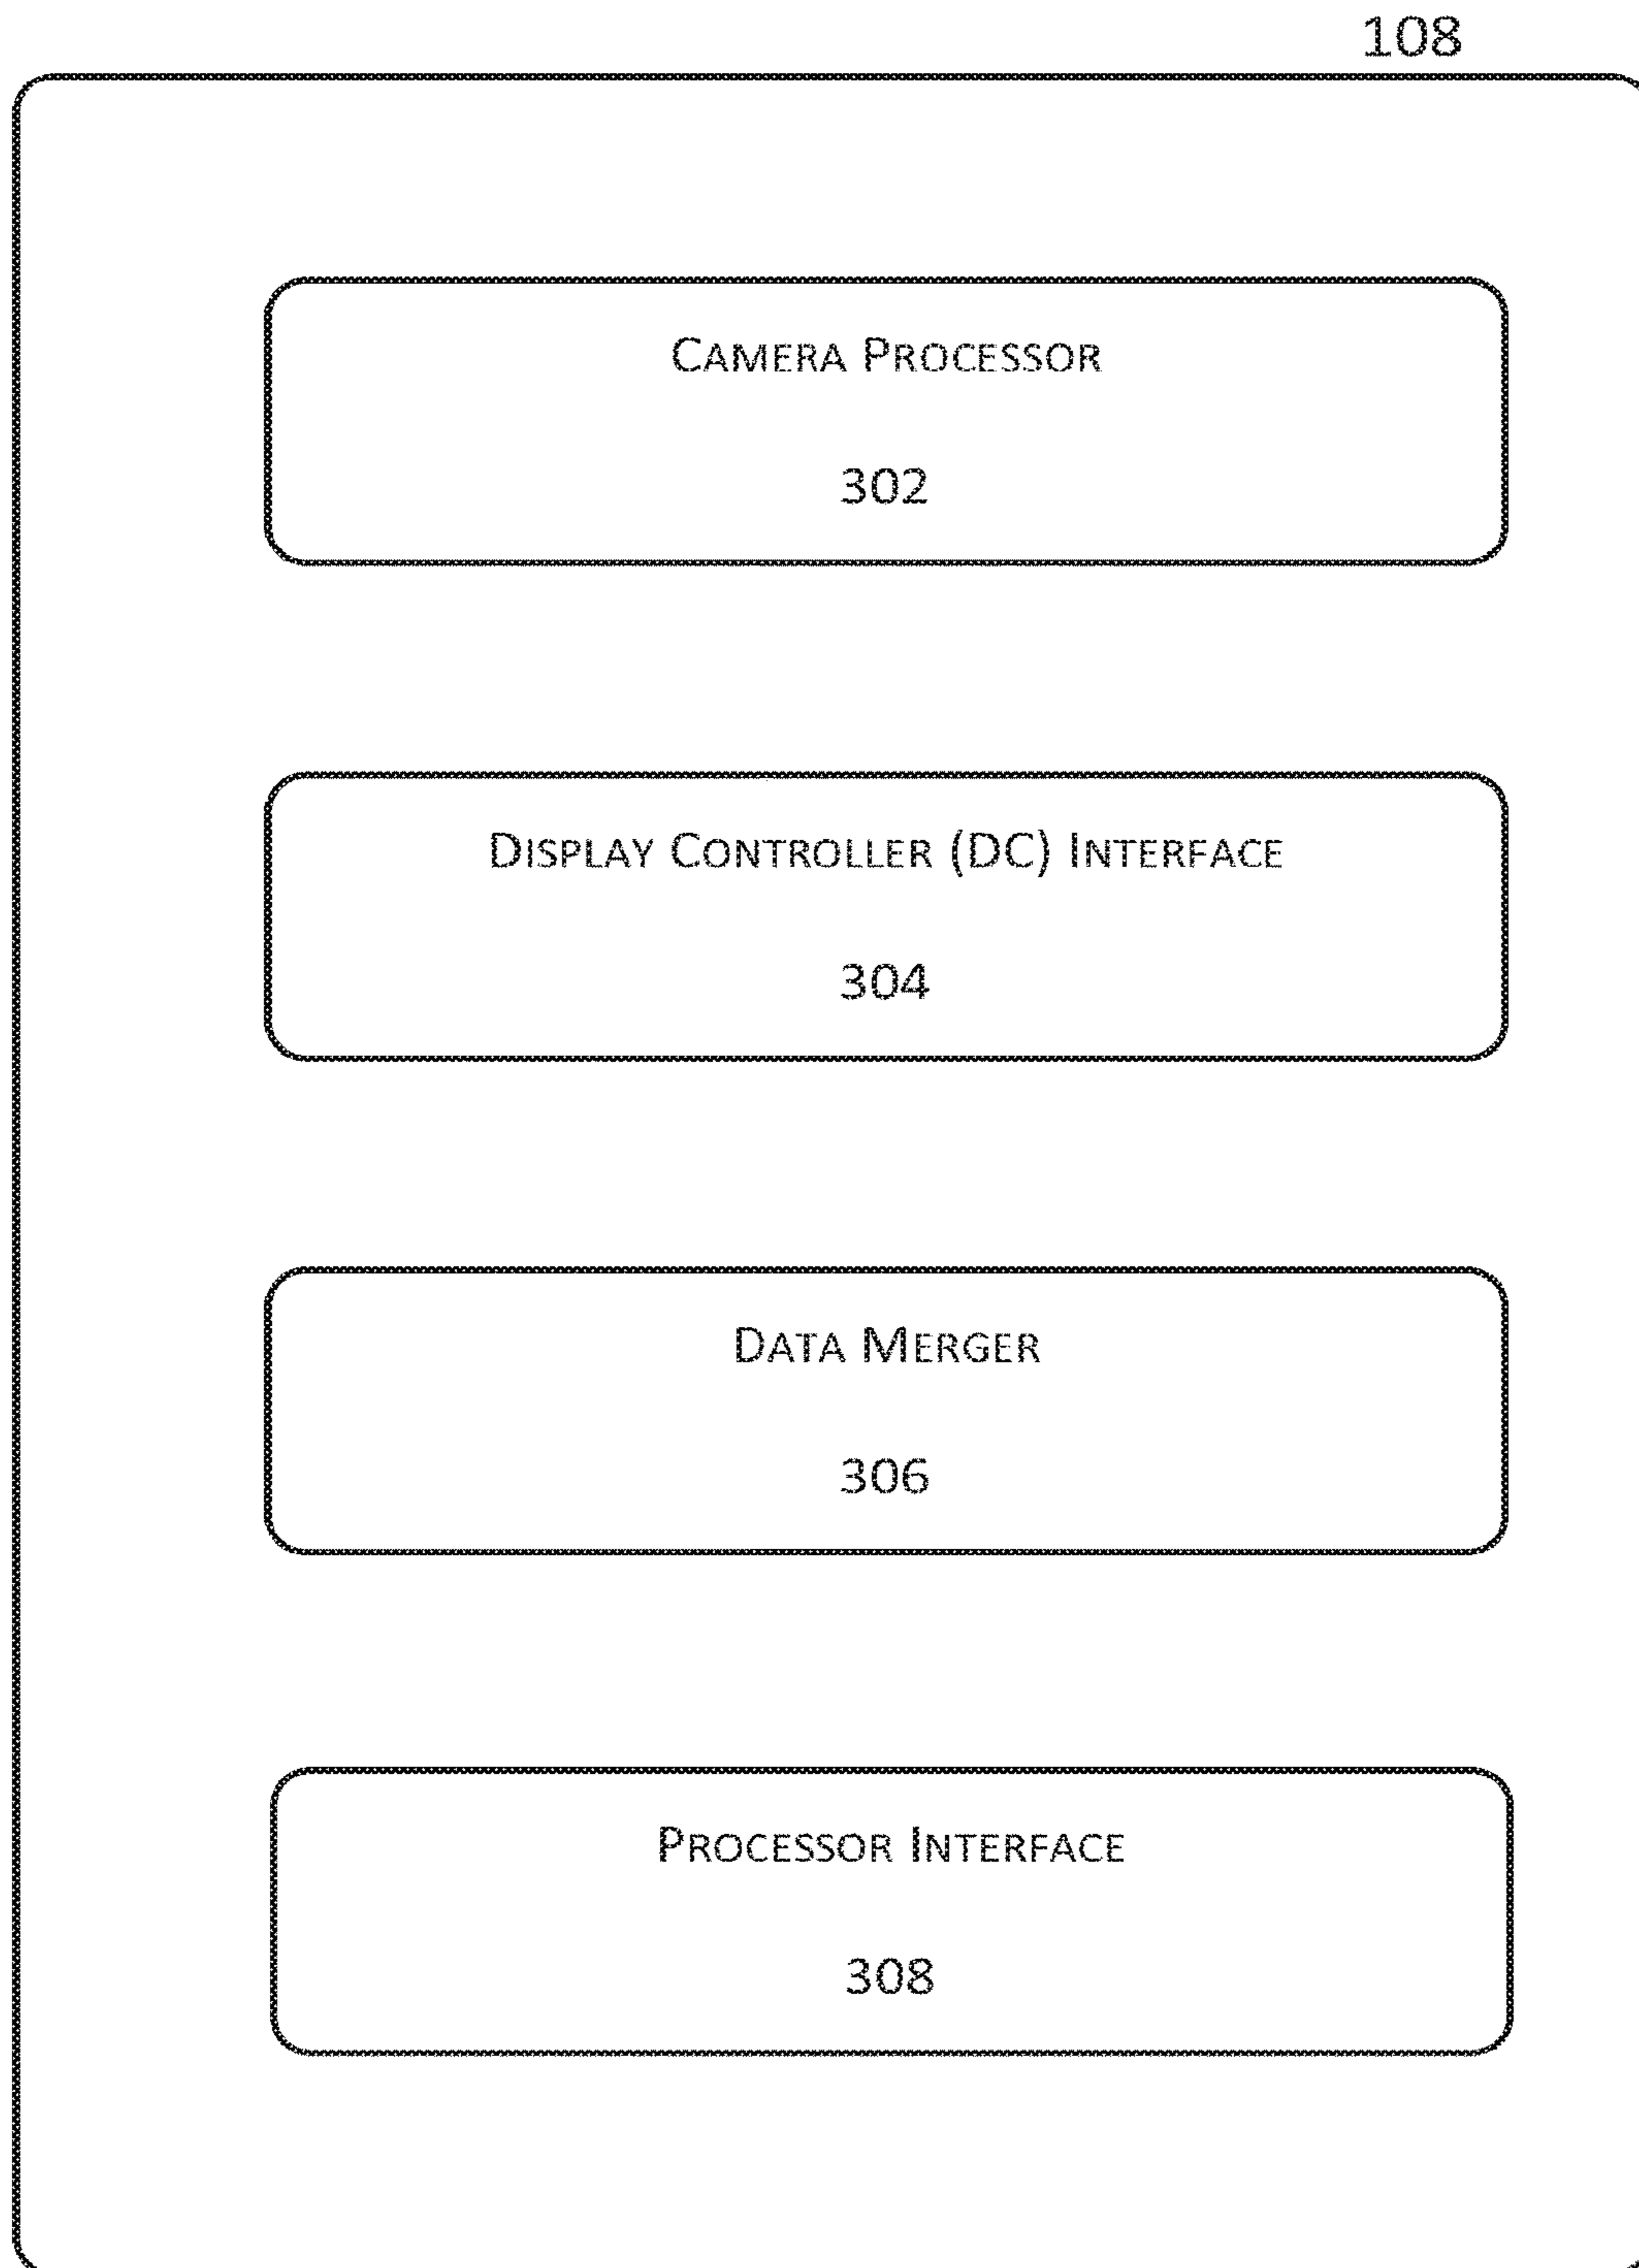 108
CAMERA PROCESSOR
302
DISPLAY CONTROLLER (DC) INTERFACE
304
DATA MERGER
306
PROCESSOR INTERFACE
308